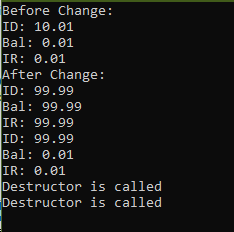 Before Change:
ID: 10.01
Bal: 0.01
IR: 0.01
After Change:
ID: 99.99
Bal: 99.99
IR: 99.99
ID: 99.99
Bal: 0.01
IR: 0.01
Destructor is called
Destructor is called